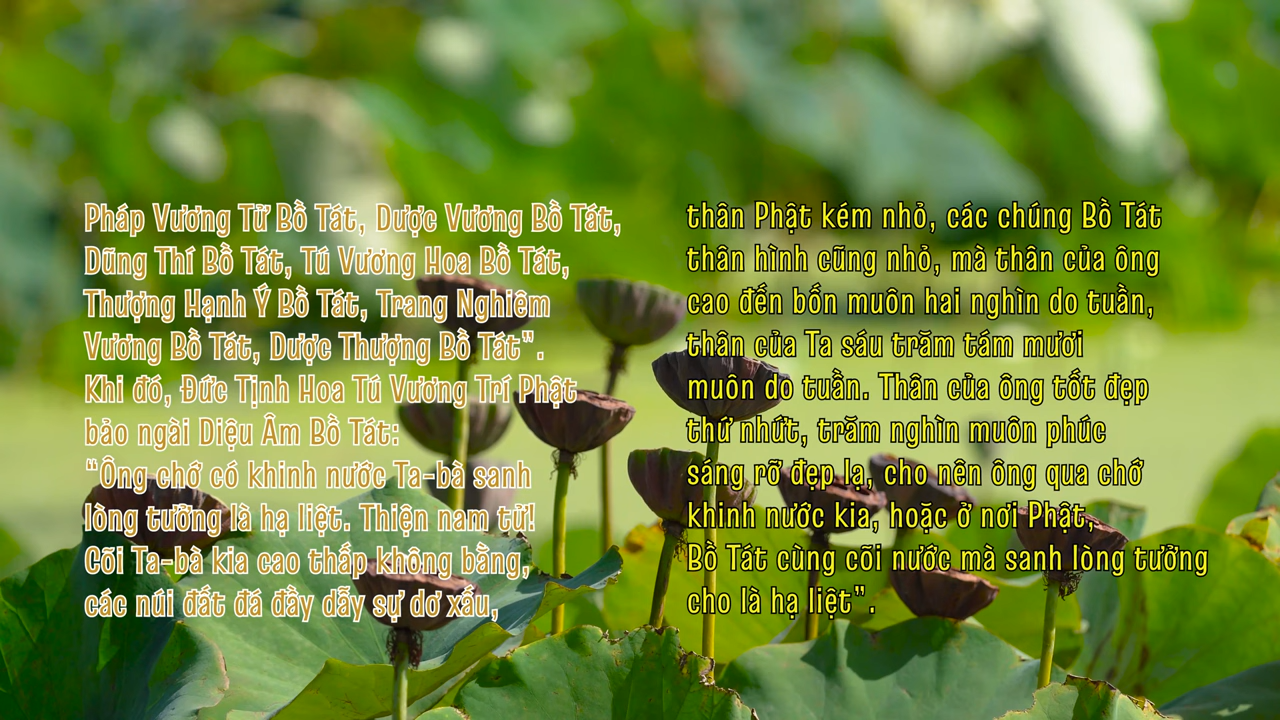 Pháp Vương Tử Bồ Tát, Dược Vương Bồ Tát,
Dũng Thí Bồ Tát, Tú Vương Hoa Bồ Tát,
Thượng Hạnh Ý Bồ Tát, Trang Nghiêm
Vương Bồ Tát, Dược Thượng Bồ Tát”.
Khi đó, Đức Tịnh Hoa Tú Vương Trí Phật
bảo ngài Diệu Âm Bồ Tát:
“Ông chớ có khinh nước Ta-bà sanh
lòng tưởng là hạ liệt. Thiện nam tử!
Cõi Ta-bà kia cao thấp không bằng,
các núi đất đá đầy dẫy sự dơ xấu,
thân Phật kém nhỏ, các chúng Bồ Tát
thân hình cũng nhỏ, mà thân của ông
cao đến bốn muôn hai nghìn do tuần,
thân của Ta sáu trăm tám mươi
muôn do tuần. Thân của ông tốt đẹp
thứ nhứt, trăm nghìn muôn phúc
sáng rỡ đẹp lạ, cho nên ông qua chớ
khinh nước kia, hoặc ở nơi Phật,
Bồ Tát cùng cõi nước mà sanh lòng tưởng
cho là hạ liệt”.